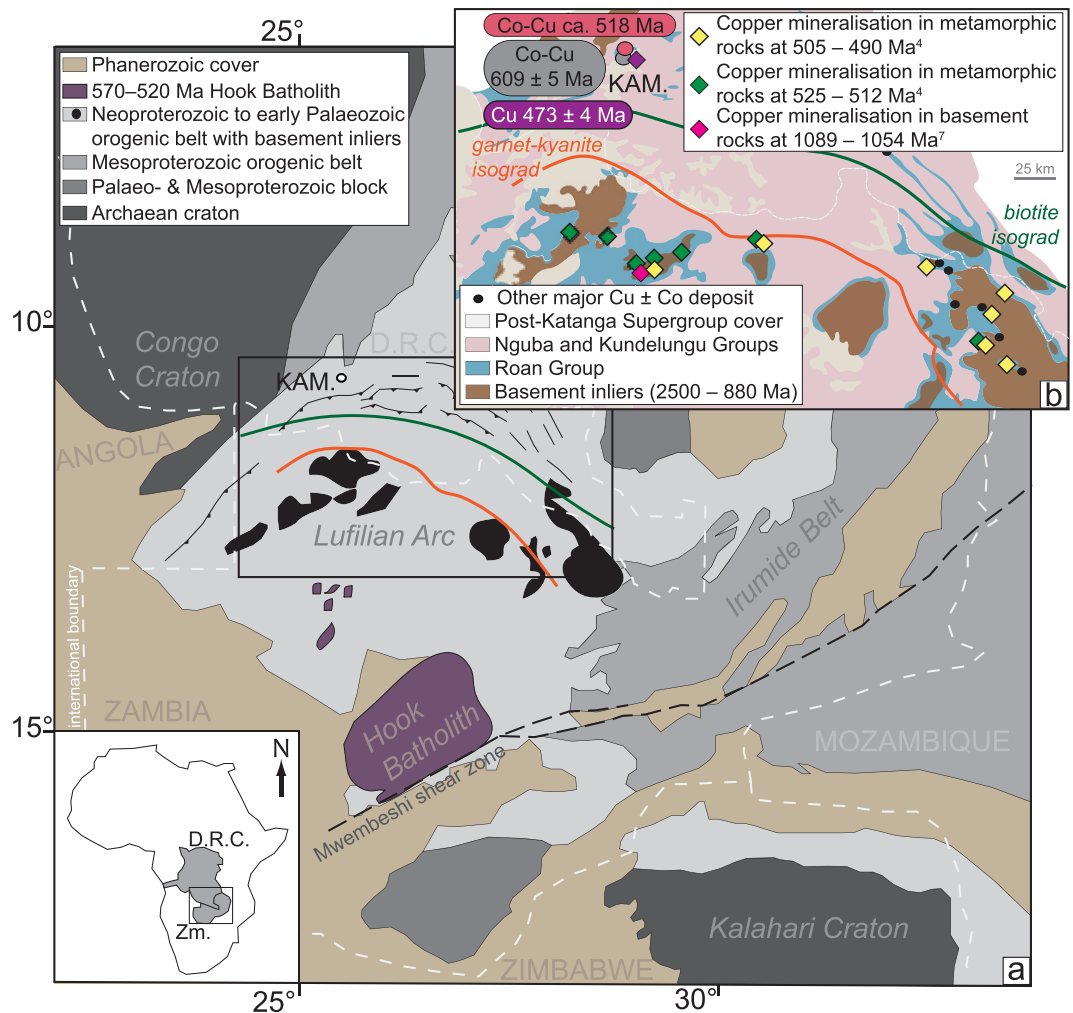 25°
Phanerozoic cover
570–520 Ma Hook Batholith
Neoproterozoic to early Palaeozoic
orogenic belt with basement inliers
Mesoproterozoic orogenic belt
Palaeo- & Mesoproterozoic block
Archaean craton
Co-Cu ca. 518 Ma
Co-Cu
609 ± 5 Ma
KAM.
Cu 473 ± 4 Ma
garnet-kyanite
isograd
Copper mineralisation in metamorphic
rocks at 505 – 490 Ma⁴
Copper mineralisation in metamorphic
rocks at 525 – 512 Ma⁴
Copper mineralisation in basement
rocks at 1089 – 1054 Ma⁷
25 km
biotite
isograd
Other major Cu ± Co deposit
Post-Katanga Supergroup cover
Nguba and Kundelungu Groups
Roan Group
Basement inliers (2500 – 880 Ma)
b
10°
Congo
Craton
D.R.C.
KAM.
ANGOLA
Lufilian Arc
Irumide Belt
international boundary
ZAMBIA
15°
Hook
Batholith
Mwembeshi shear zone
MOZAMBIQUE
N
D.R.C.
Zm.
Kalahari Craton
ZIMBABWE
a
25°
30°